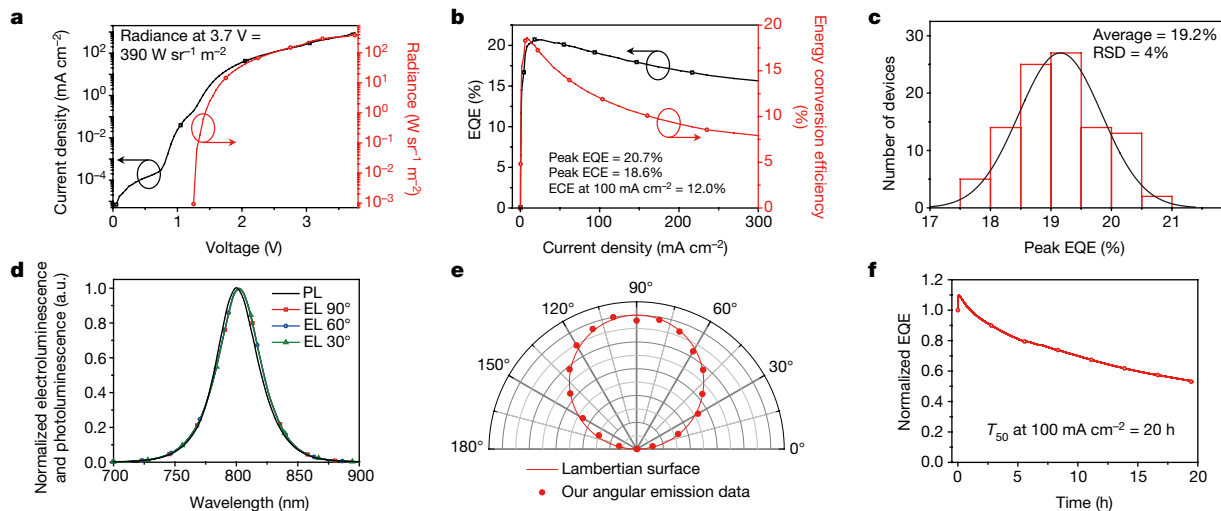 a
Radiance at 3.7 V =
390 W sr⁻¹ m⁻²
10²
10⁰
10⁻²
10⁻⁴
Current density (mA cm⁻²)
0
1
2
3
Voltage (V)
10²
10¹
10⁰
10⁻¹
10⁻²
10⁻³
Radiance (W sr⁻¹ m⁻²)
b
20
15
10
5
0
EQE (%)
Peak EQE = 20.7%
Peak ECE = 18.6%
ECE at 100 mA cm⁻² = 12.0%
0
100
200
300
Current density (mA cm⁻²)
20
15
10
5
0
Energy conversion efficiency
(%)
c
Average = 19.2%
RSD = 4%
30
20
10
0
Number of devices
17
18
19
20
21
Peak EQE (%)
d
PL
EL 90°
EL 60°
EL 30°
1.0
0.8
0.6
0.4
0.2
0.0
Normalized electroluminescence
and photoluminescence (a.u.)
700
750
800
850
900
Wavelength (nm)
e
90°
120°
60°
150°
30°
180°
0°
Lambertian surface
Our angular emission data
f
1.2
1.0
0.8
0.6
0.4
0.2
0.0
Normalized EQE
T₅₀ at 100 mA cm⁻² = 20 h
0
5
10
15
20
Time (h)